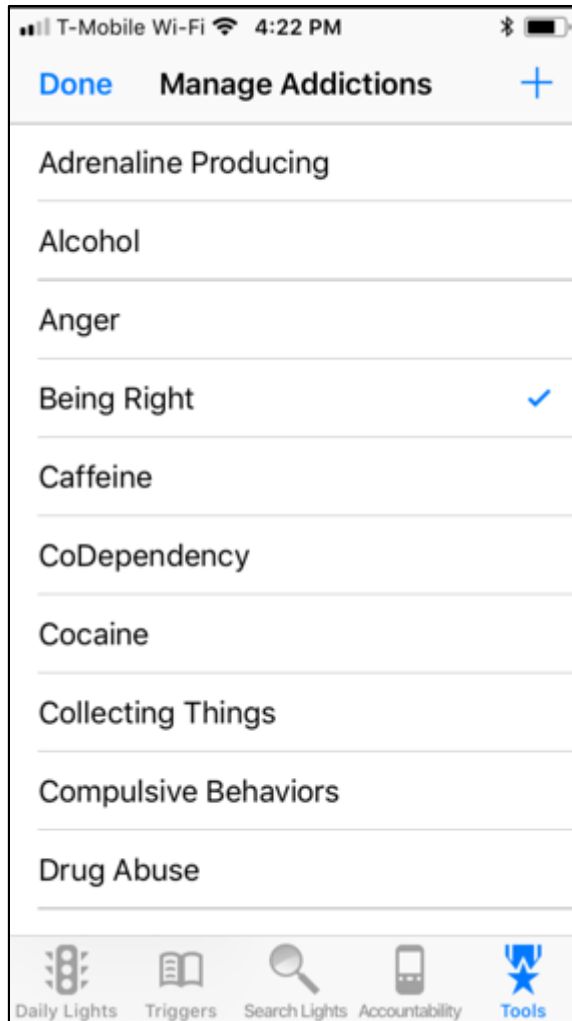 T-Mobile Wi-Fi 4:22 PM
Done Manage Addictions +
Adrenaline Producing
Alcohol
Anger
Being Right
Caffeine
CoDependency
Cocaine
Collecting Things
Compulsive Behaviors
Drug Abuse
Daily Lights Triggers Search Lights Accountability Tools